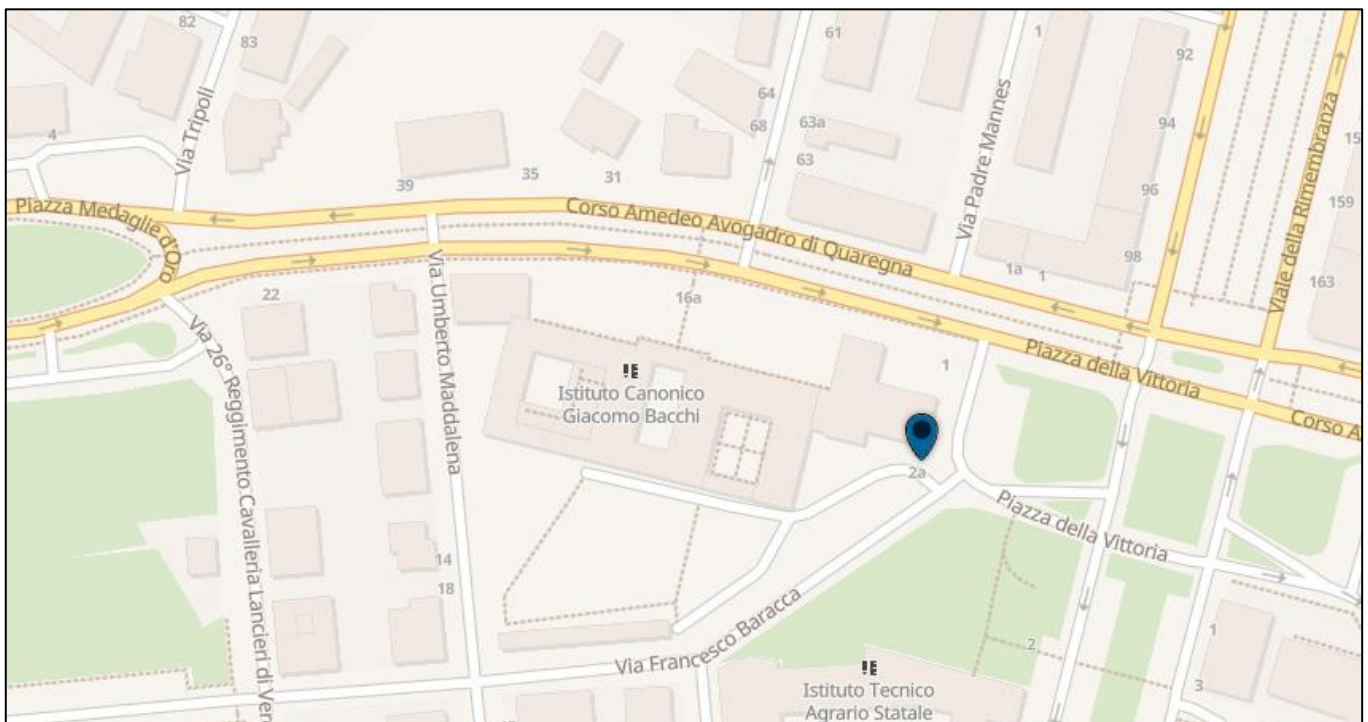 82
83
61
1
92
4
Via Tripoli
64
68
63a
63
Via Padre Mannes
94
Viale della Rimembranza
159
39
35
31
96
Piazza Medaglie d'Oro
Corso Amedeo Avogadro di Quaregna
1a
1
98
163
22
16a
Via Umberto Maddalena
Via 26° Reggimento Cavalleria Lancieri di Ver
Istituto Canonico
Giacomo Bacchi
1
Piazza della Vittoria
Corso A
2a
Piazza della Vittoria
14
18
Via Francesco Baracca
2
1
3
Istituto Tecnico
Agrario Statale